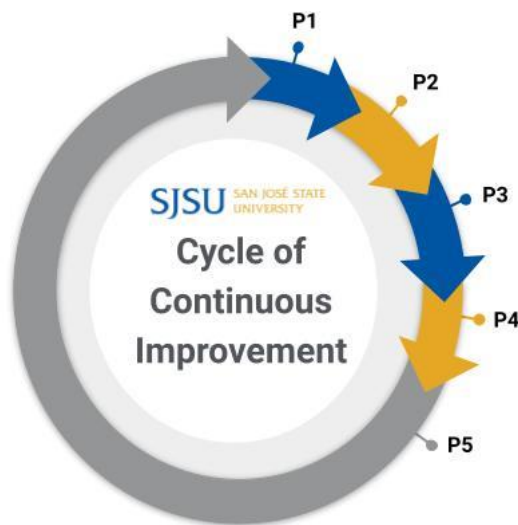 P1
P2
SJSU SAN JOSÉ STATE
UNIVERSITY
P3
Cycle of
Continuous
Improvement
P4
P5